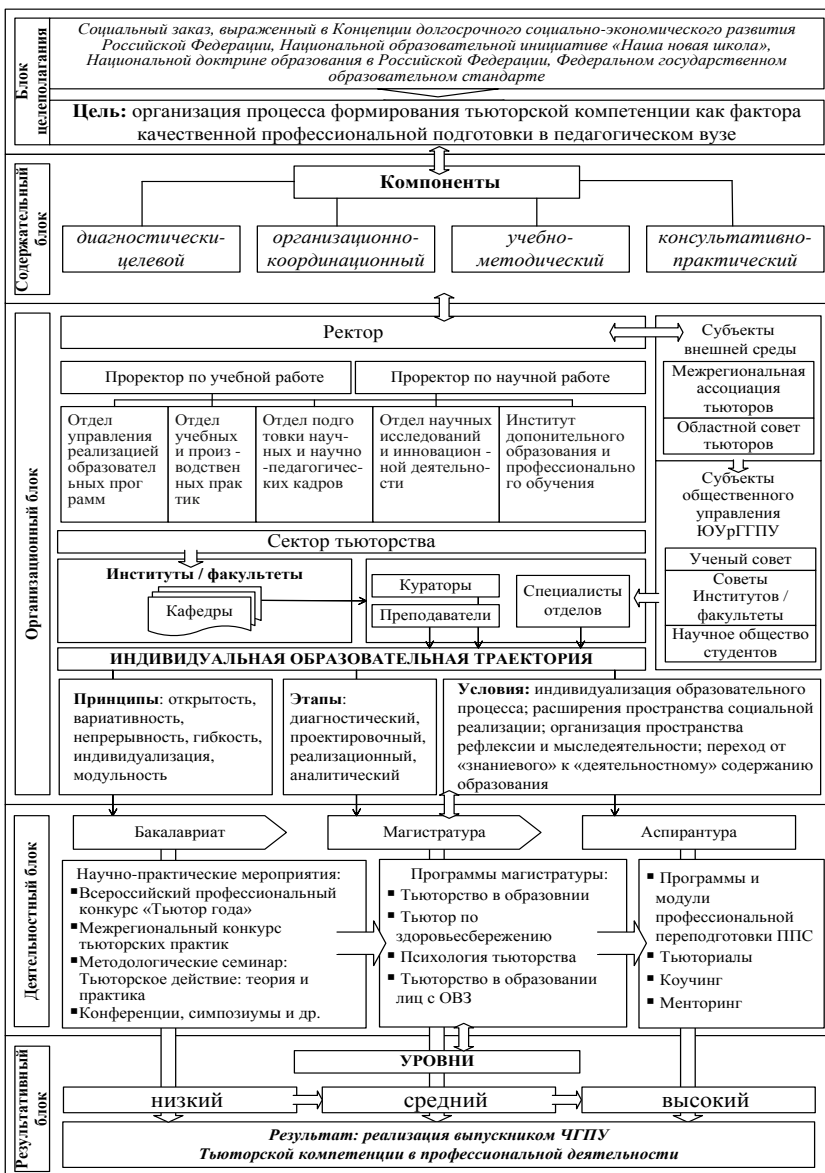 Блок
целеполагания
Социальный заказ, выраженный в Концепции долгосрочного социально-экономического развития
Российской Федерации, Национальной образовательной инициативе «Наша новая школа»,
Национальной доктрине образования в Российской Федерации, Федеральном государственном
образовательном стандарте
Цель: организация процесса формирования тьюторской компетенции как фактора
качественной профессиональной подготовки в педагогическом вузе
Содержательный
блок
Компоненты
диагностически-
целевой
организационно-
координационный
учебно-
методический
консультативно-
практический
Организационный блок
Ректор
Проректор по учебной работе
Проректор по научной работе
Отдел
управления
реализацией
образовател
ьных прог
рамм
Отдел
учебных
и произ -
водствен
ных прак
тик
Отдел подго
товки науч-
ных и научно
-педагогичес
ких кадров
Отдел научных
исследований
и инновацион -
ной деятельно-
сти
Институт
допонительного
образования и
профессионально
го обучения
Субъекты
внешней среды
Межрегиональная
ассоциация
тьюторов
Областной совет
тьюторов
Субъекты
общественного
управления
ЮУрГГПУ
Ученый совет
Советы
Институтов /
факультеты
Научное общество
студентов
Сектор тьюторства
Институты / факультеты
Кафедры
Кураторы
Преподаватели
Специалисты
отделов
ИНДИВИДУАЛЬНАЯ ОБРАЗОВАТЕЛЬНАЯ ТРАЕКТОРИЯ
Принципы: открытость,
вариативность,
непрерывность, гибкость,
индивидуализация,
модульность
Этапы:
диагностический,
проектировочный,
реализационный,
аналитический
Условия: индивидуализация образовательного
процесса; расширения пространства социальной
реализации; организация пространства
рефлексии и мыследеятельности; переход от
«знаниевого» к «деятельностному» содержанию
образования
Деятельностный блок
Бакалавриат
Магистратура
Аспирантура
Научно-практические мероприятия:
▪Всероссийский профессиональный
конкурс «Тьютор года»
▪Межрегиональный конкурс
тьюторских практик
▪Методологические семинар:
Тьюторское действие: теория и
практика
▪Конференции, симпозиумы и др.
Программы магистратуры:
▪ Тьюторство в образовнии
▪ Тьютор по
здоровьесбережению
▪ Психология тьюторства
▪ Тьюторство в образовании
лиц с ОВЗ
▪ Программы и
модули
профессиональной
переподготовки ППС
▪ Тьюториалы
▪ Коучинг
▪ Менторинг
Результативный
блок
УРОВНИ
низкий
средний
высокий
Результат: реализация выпускником ЧГПУ
Тьюторской компетенции в профессиональной деятельности